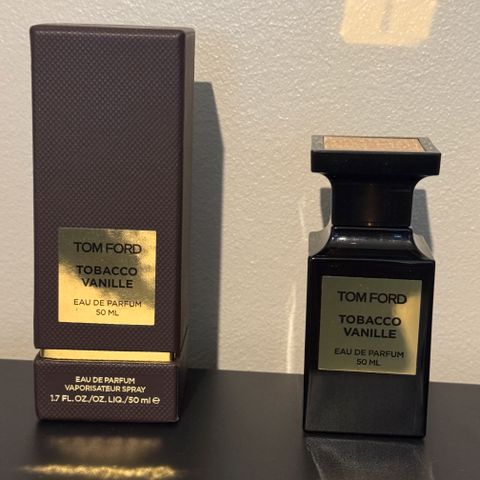 TOM FORD
TOBACCO
VANILLE
EAU DE PARFUM
50 ML
EAU DE PARFUM
VAPORISATEUR SPRAY
1.7 FL.OZ./OZ. LIQ./50 ml ℮
TOM FORD
TOBACCO
VANILLE
EAU DE PARFUM
50 ML